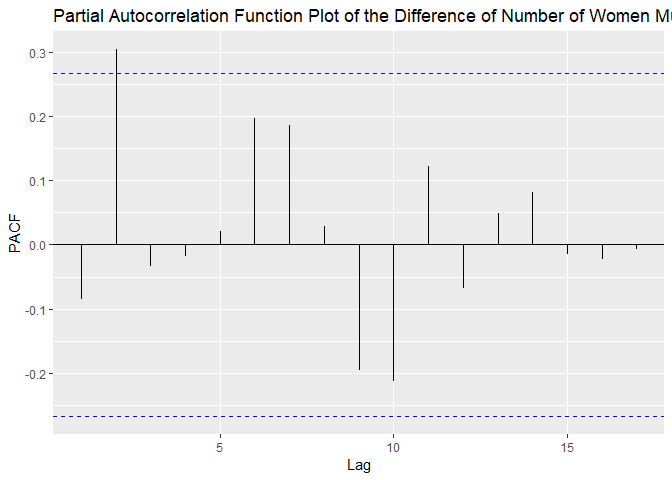 Partial Autocorrelation Function Plot of the Difference of Number of Women Mu
0.3
0.2
0.1
0.0
-0.1
-0.2
PACF
5 10 15
Lag